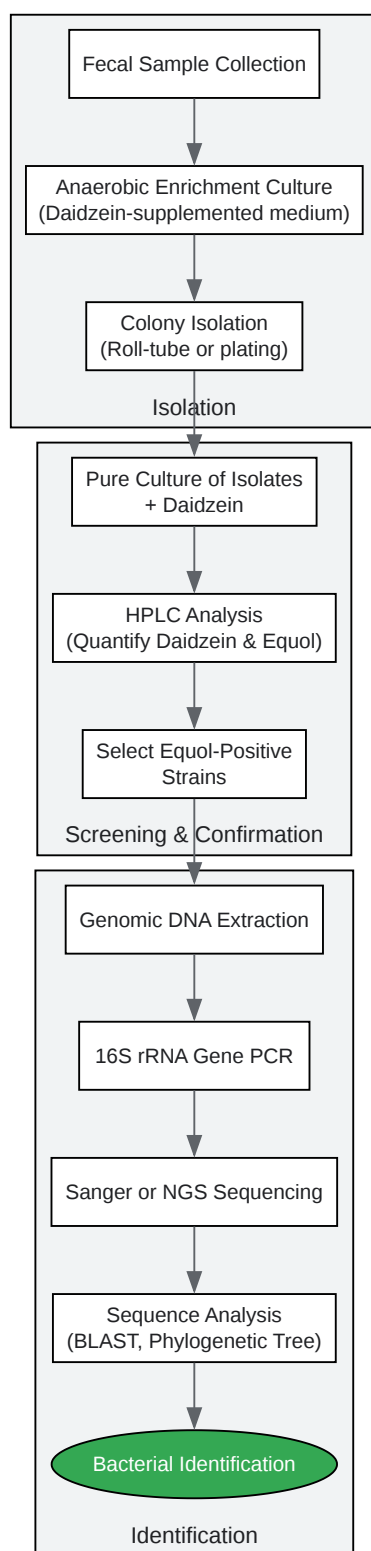 Fecal Sample Collection
Anaerobic Enrichment Culture
(Daidzein-supplemented medium)
Colony Isolation
(Roll-tube or plating)
Isolation
Pure Culture of Isolates
+ Daidzein
HPLC Analysis
(Quantify Daidzein & Equol)
Select Equol-Positive
Strains
Screening & Confirmation
Genomic DNA Extraction
16S rRNA Gene PCR
Sanger or NGS Sequencing
Sequence Analysis
(BLAST, Phylogenetic Tree)
Bacterial Identification
Identification